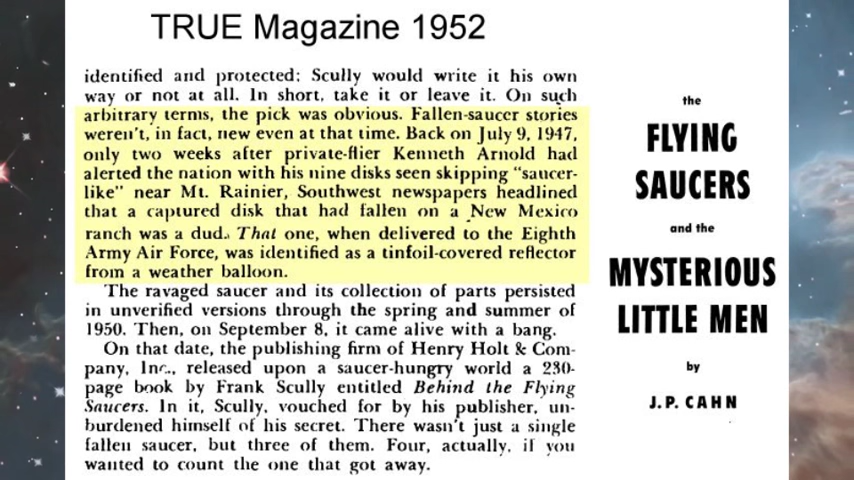 TRUE Magazine 1952
identified and protected; Scully would write it his own
way or not at all. In short, take it or leave it. On such
arbitrary terms, the pick was obvious. Fallen-saucer stories
weren't, in fact, new even at that time. Back on July 9, 1947,
only two weeks after private-flier Kenneth Arnold had
alerted the nation with his nine disks seen skipping "saucer-
like" near Mt. Rainier, Southwest newspapers headlined
that a captured disk that had fallen on a New Mexico
ranch was a dud. That one, when delivered to the Eighth
Army Air Force, was identified as a tinfoil-covered reflector
from a weather balloon.
The ravaged saucer and its collection of parts persisted
in unverified versions through the spring and summer of
1950. Then, on September 8, it came alive with a bang.
On that date, the publishing firm of Henry Holt & Com-
pany, Inc., released upon a saucer-hungry world a 230-
page book by Frank Scully entitled Behind the Flying
Saucers. In it, Scully, vouched for by his publisher, un-
burdened himself of his secret. There wasn't just a single
fallen saucer, but three of them. Four, actually, if you
wanted to count the one that got away.
the
FLYING
SAUCERS
and the
MYSTERIOUS
LITTLE MEN
by
J.P. CAHN